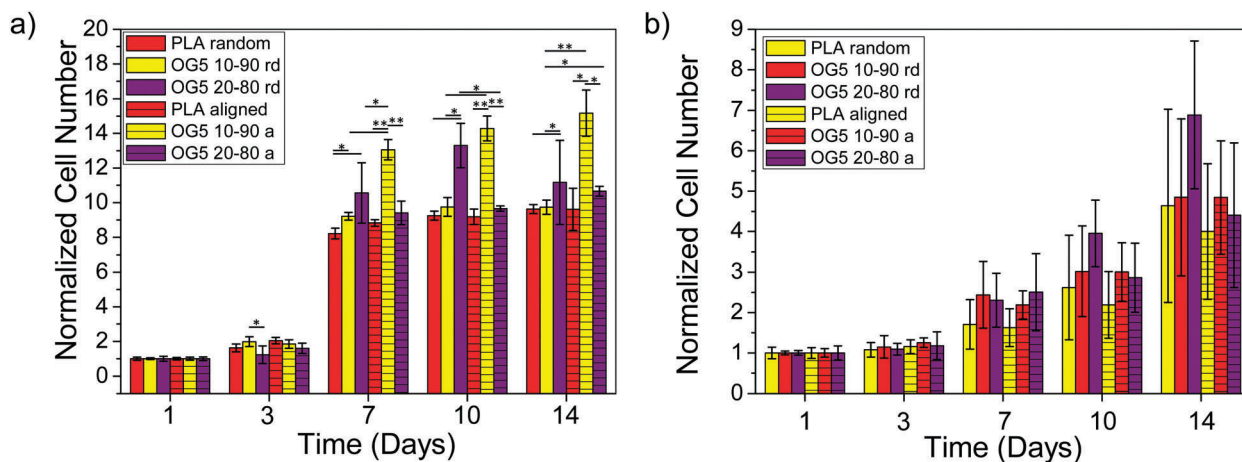 a)
Normalized Cell Number
20
18
16
14
12
10
8
6
4
2
0
PLA random
OG5 10-90 rd
OG5 20-80 rd
PLA aligned
OG5 10-90 a
OG5 20-80 a
*
*
*
**
**
*
*
**
**
*
**
*
*
*
1 3 7 10 14
Time (Days)
b)
Normalized Cell Number
9
8
7
6
5
4
3
2
1
0
PLA random
OG5 10-90 rd
OG5 20-80 rd
PLA aligned
OG5 10-90 a
OG5 20-80 a
1 3 7 10 14
Time (Days)